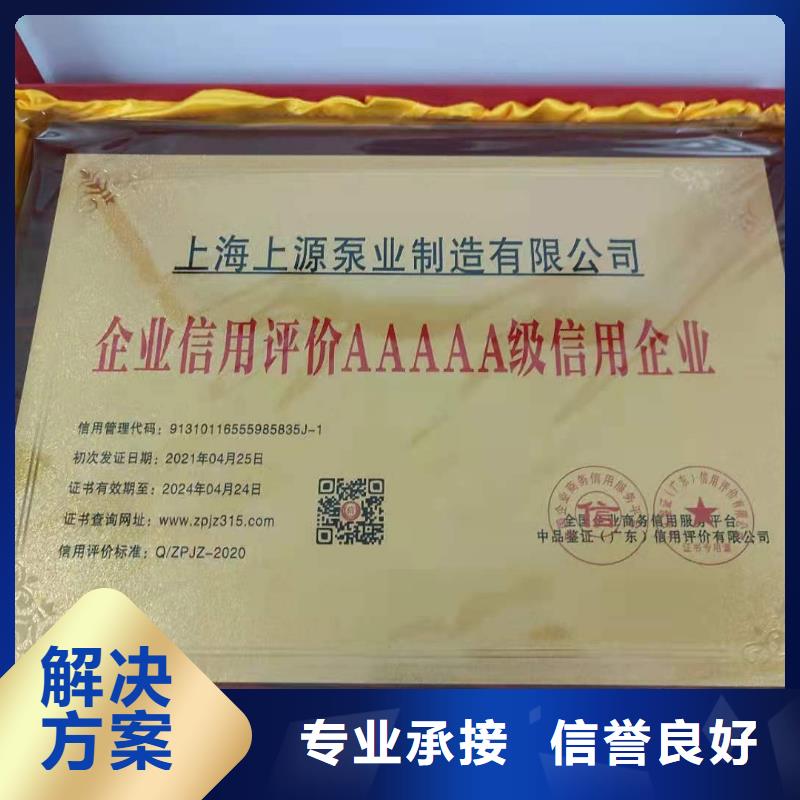 上海上源泵业制造有限公司
企业信用评价AAAAA级信用企业
信用管理代码：91310116555985835J-1
初次发证日期：2021年04月25日
证书有效期至：2024年04月24日
证书查询网址：www.zpjz315.com
信用评价标准：Q/ZPJZ-2020
信
全国企业商务信用服务平台
中品鉴证（广东）信用评价有限公司
证书专用章
解决
方案
专业承接 信誉良好